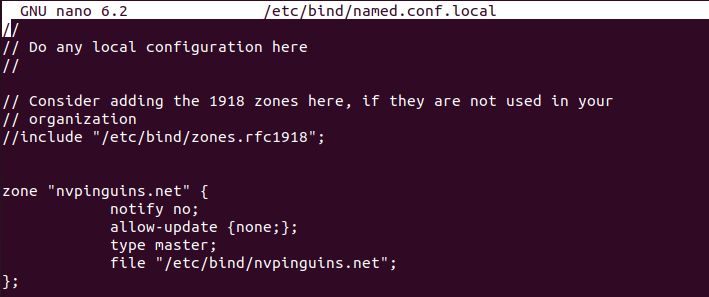 GNU nano 6.2 /etc/bind/named.conf.local
//
// Do any local configuration here
//
// Consider adding the 1918 zones here, if they are not used in your
// organization
//include "/etc/bind/zones.rfc1918";
zone "nvpinguins.net" {
notify no;
allow-update {none;};
type master;
file "/etc/bind/nvpinguins.net";
};